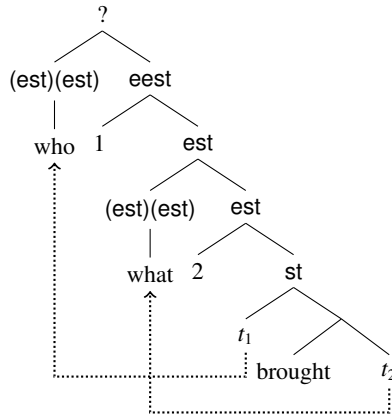 ?
(est)(est) eest
who 1 est
(est)(est) est
what 2 st
t₁
brought t₂